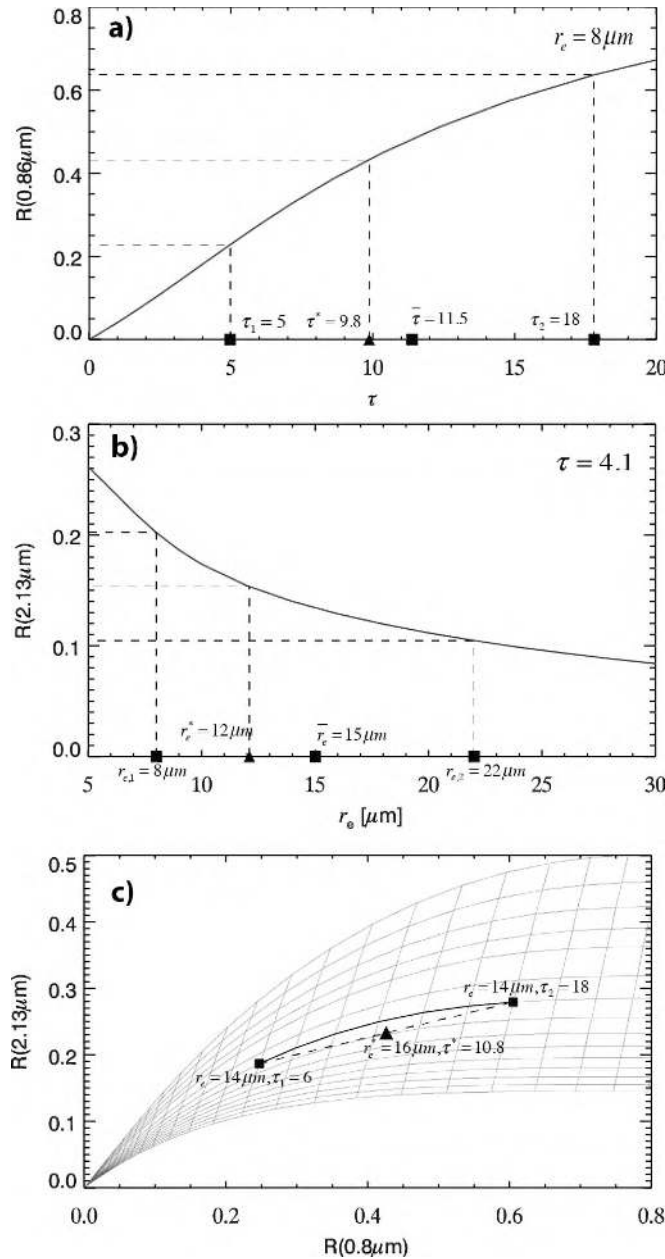 a)
r_e = 8μm
0.8
0.6
0.4
0.2
0.0
R(0.86μm)
τ₁ = 5
τ* − 9.8
τ̅ − 11.5
τ₂ = 18
0 5 10 15 20
τ
b)
τ = 4.1
0.3
0.2
0.1
0.0
R(2.13μm)
r_e* − 12μm
r̅_e = 15μm
r_e,1 = 8μm
r_e,2 = 22μm
5 10 15 20 25 30
r_e [μm]
c)
0.5
0.4
0.3
0.2
0.1
0.0
R(2.13μm)
r_e − 14μm, τ₂ − 18
r_e* = 16μm, τ* = 10.8
r_e = 14μm, τ₁ = 6
0.0 0.2 0.4 0.6 0.8
R(0.8μm)